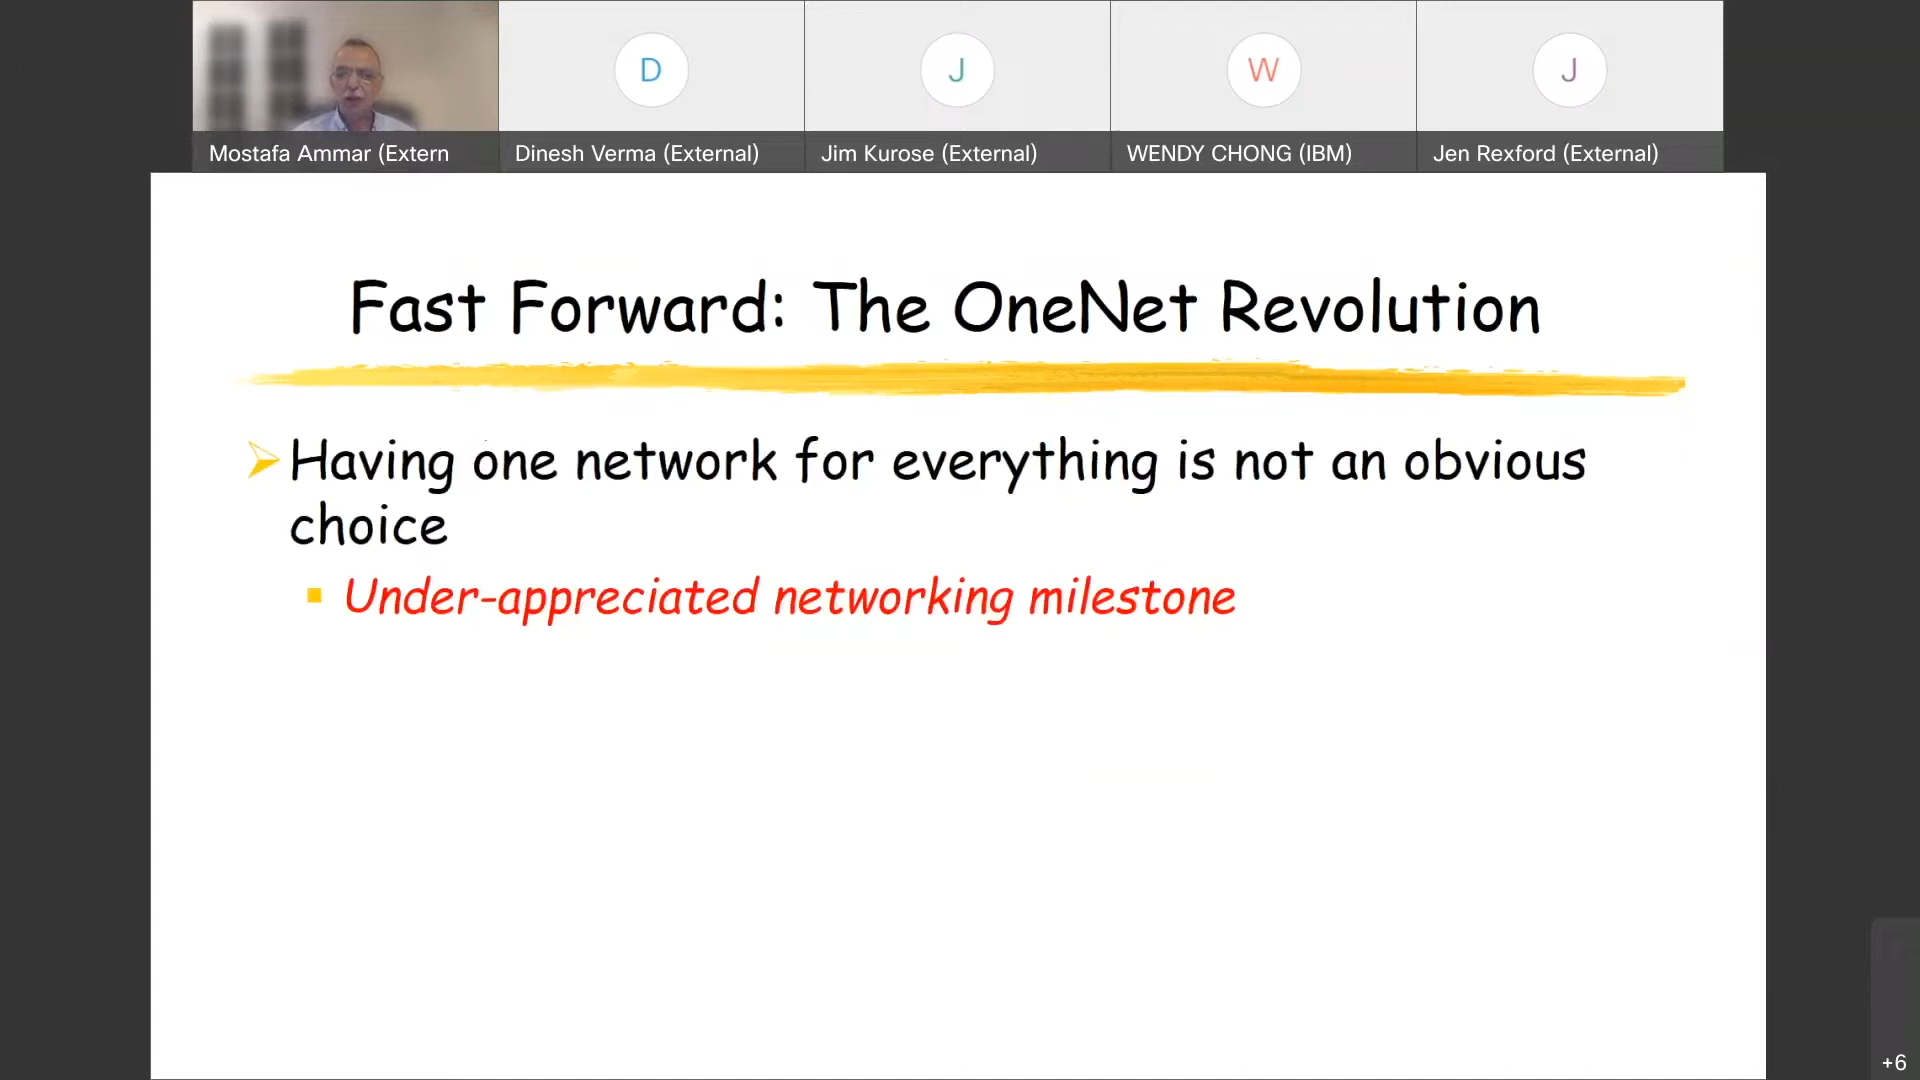 D
J
W
J
Mostafa Ammar (Extern
Dinesh Verma (External)
Jim Kurose (External)
WENDY CHONG (IBM)
Jen Rexford (External)
Fast Forward: The OneNet Revolution
Having one network for everything is not an obvious
choice
Under-appreciated networking milestone
+6